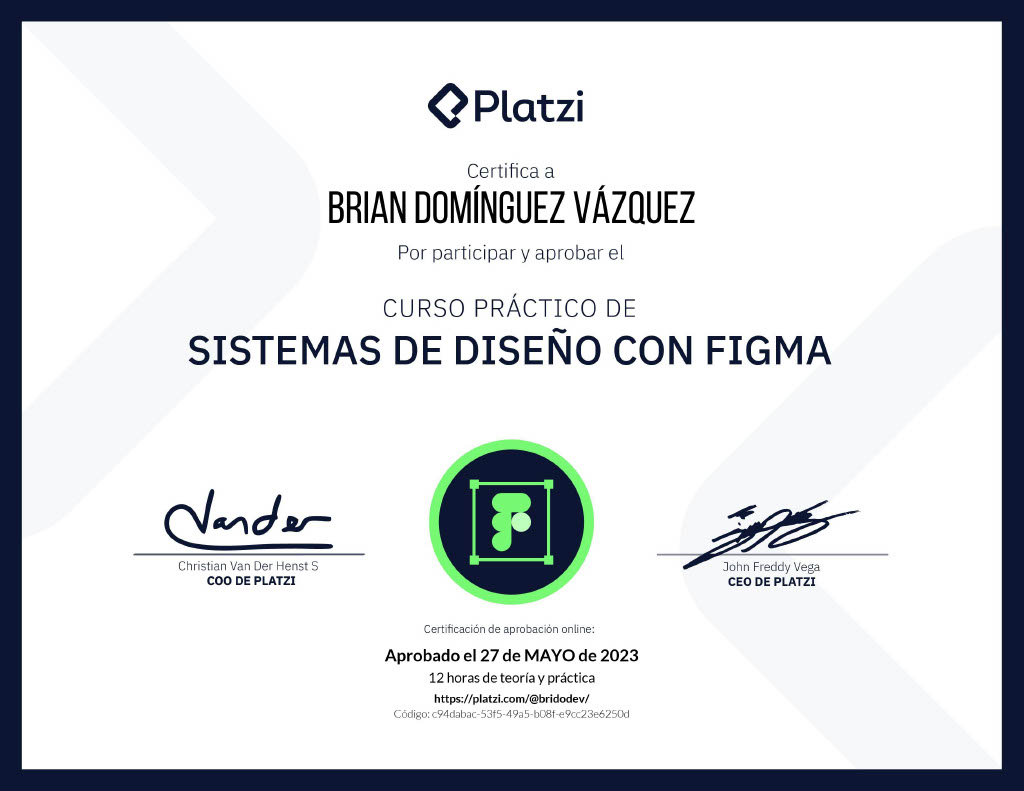 Platzi
Certifica a
BRIAN DOMÍNGUEZ VÁZQUEZ
Por participar y aprobar el
CURSO PRÁCTICO DE
SISTEMAS DE DISEÑO CON FIGMA
Vander
Christian Van Der Henst S
COO DE PLATZI
John Freddy Vega
CEO DE PLATZI
Certificación de aprobación online:
Aprobado el 27 de MAYO de 2023
12 horas de teoría y práctica
https://platzi.com/@bridodev/
Código: c94dabac-53f5-49a5-b08f-e9cc23e6250d